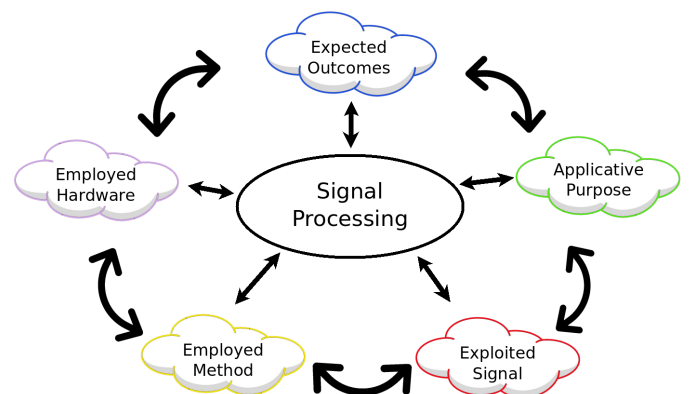 Expected
Outcomes
Employed
Hardware
Signal
Processing
Applicative
Purpose
Employed
Method
Exploited
Signal